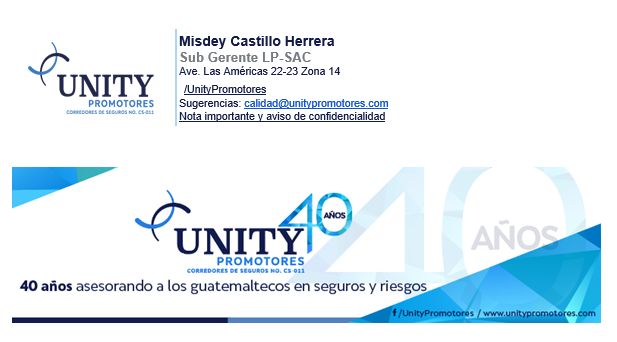 UNITY
PROMOTORES
CORREDORES DE SEGUROS NO. CS-011
Misdey Castillo Herrera
Sub Gerente LP-SAC
Ave. Las Américas 22-23 Zona 14
/UnityPromotores
Sugerencias: calidad@unitypromotores.com
Nota importante y aviso de confidencialidad
40 AÑOS
UNITY
PROMOTORES
CORREDORES DE SEGUROS NO. CS-011
40 AÑOS
40 años asesorando a los guatemaltecos en seguros y riesgos
f/UnityPromotores / www.unitypromotores.com